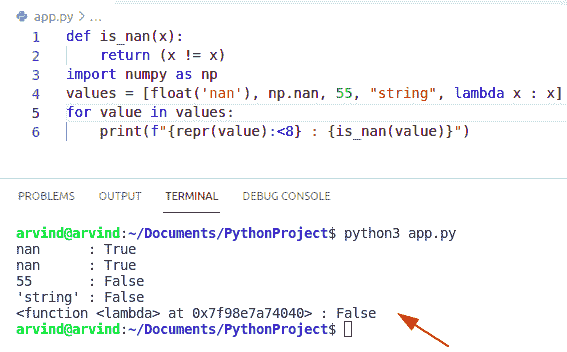 app.py > ...
1 def is_nan(x):
2     return (x != x)
3 import numpy as np
4 values = [float('nan'), np.nan, 55, "string", lambda x : x]
5 for value in values:
6     print(f"{repr(value):<8} : {is_nan(value)}")
PROBLEMS OUTPUT TERMINAL DEBUG CONSOLE
arvind@arvind:~/Documents/PythonProject$ python3 app.py
nan      : True
nan      : True
55       : False
'string' : False
<function <lambda> at 0x7f98e7a74040> : False
arvind@arvind:~/Documents/PythonProject$